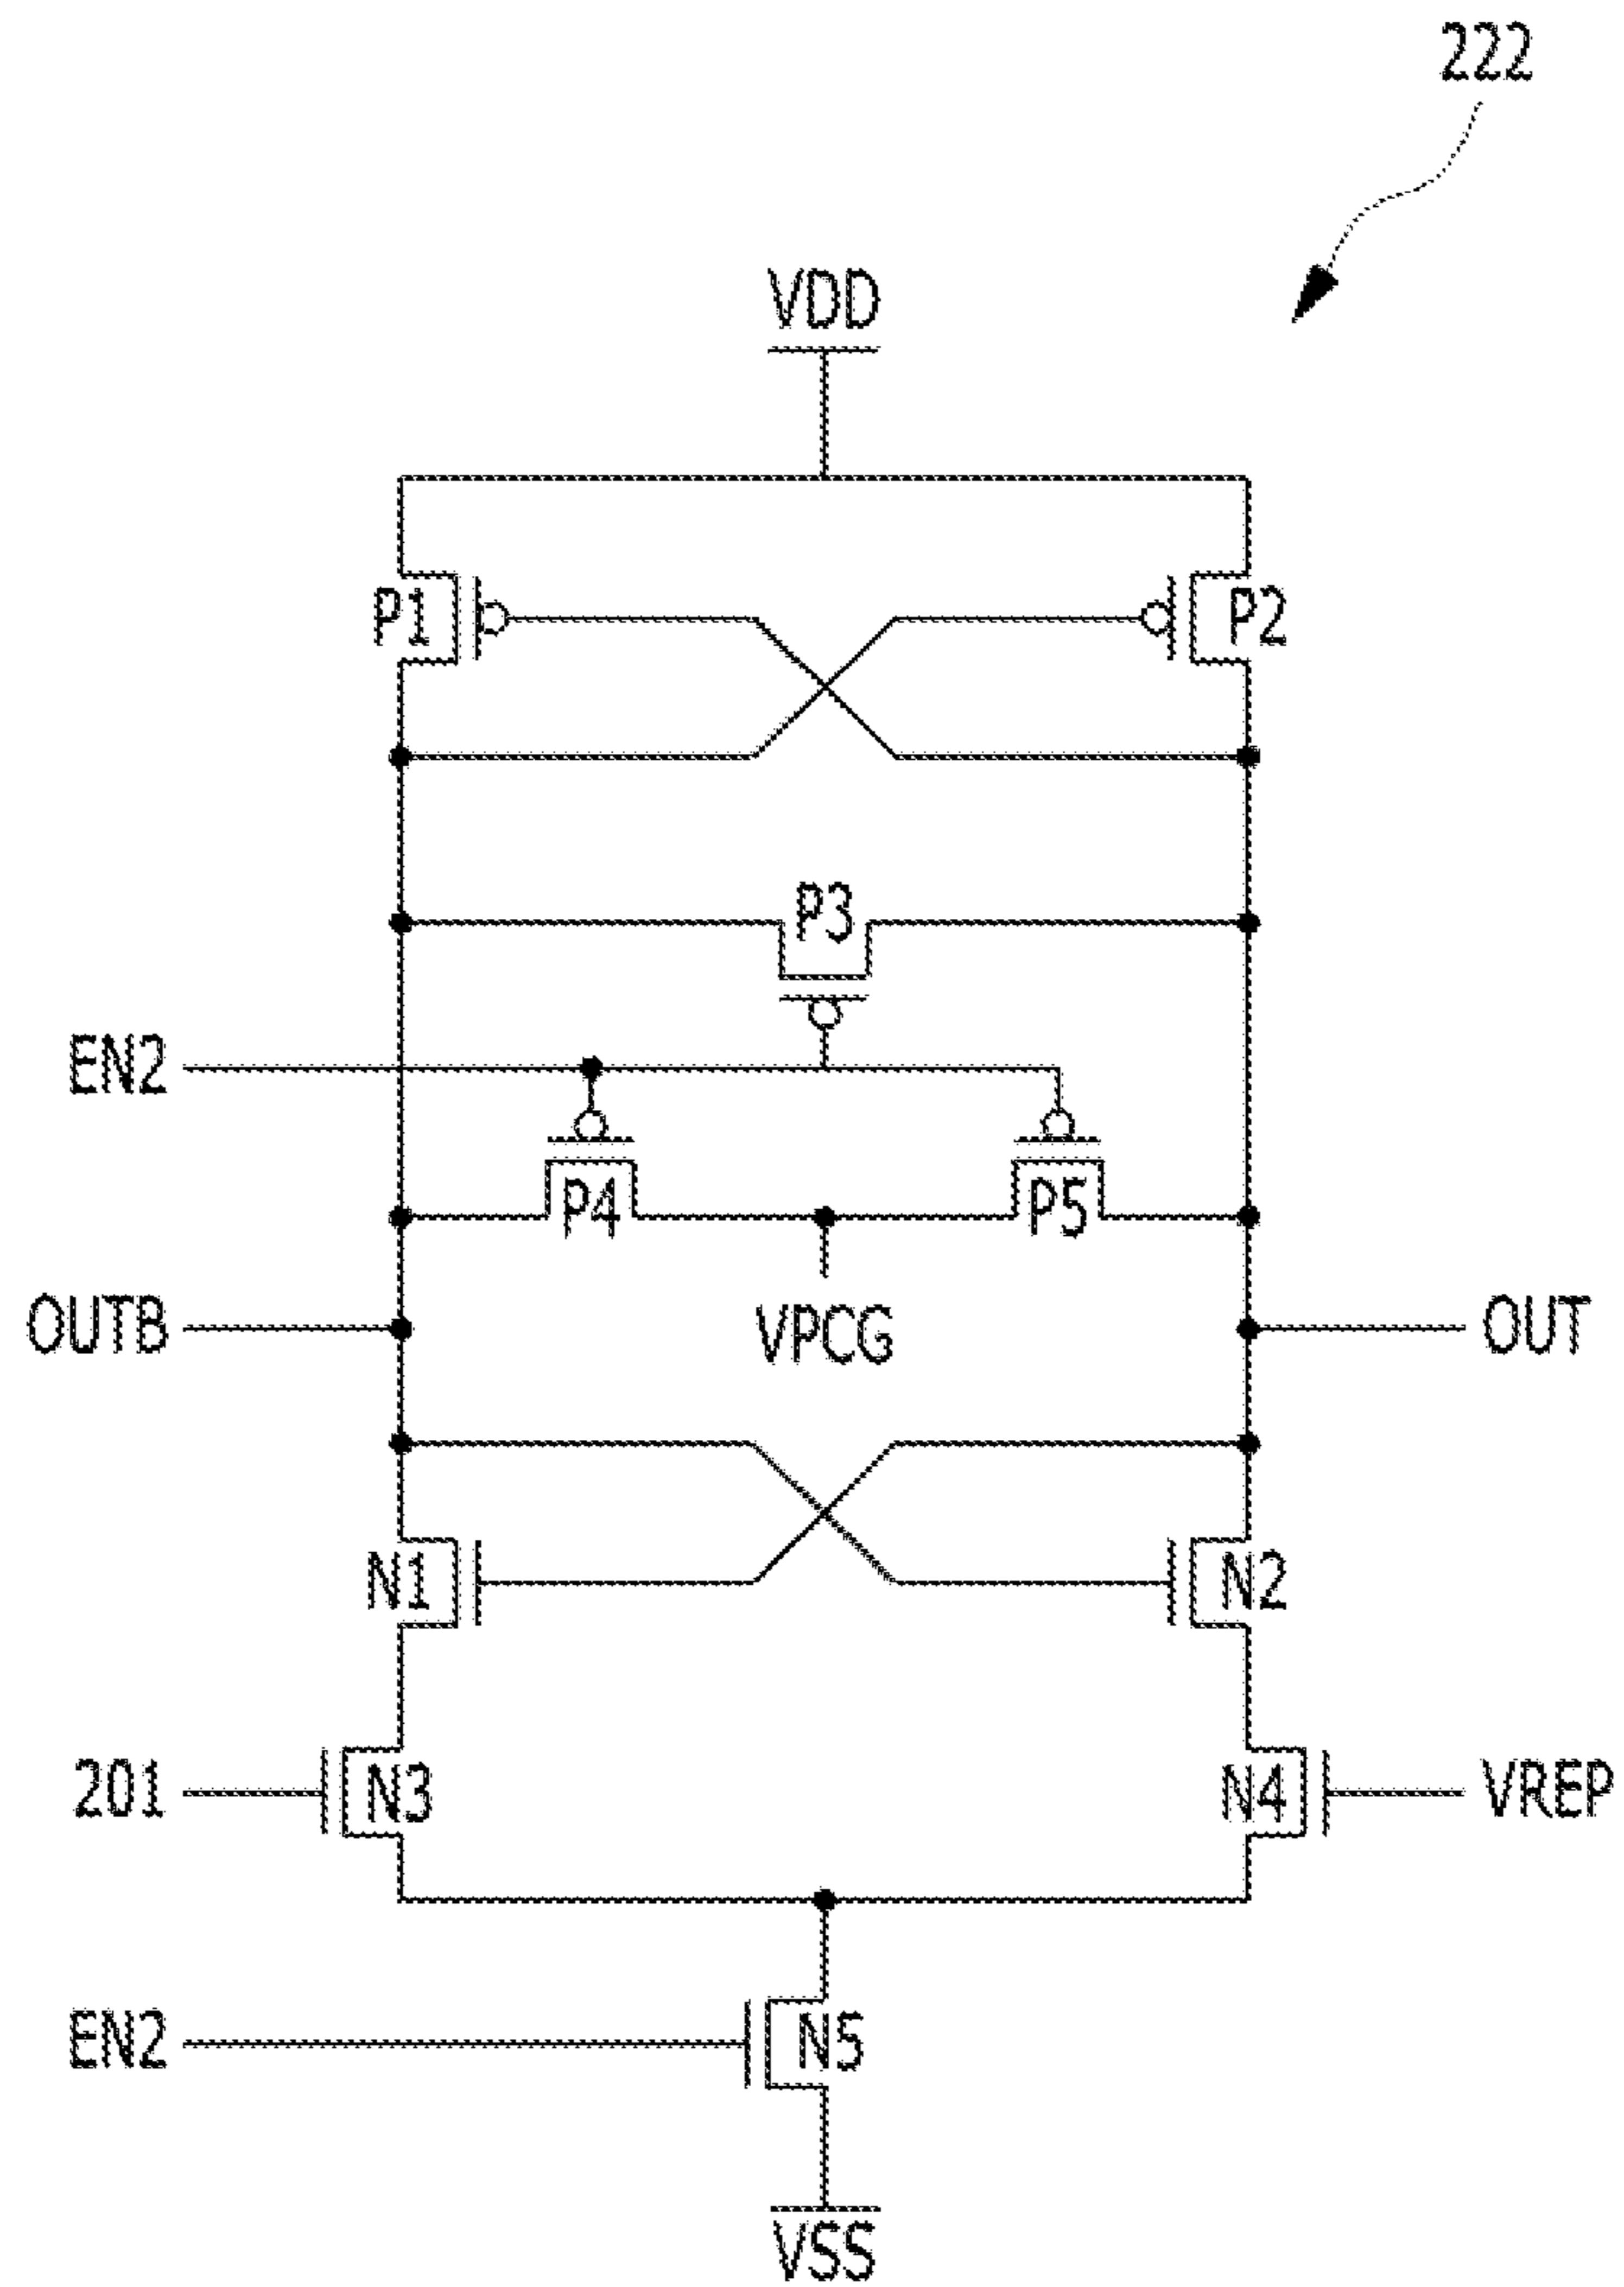 222
VDD
P1
P2
P3
EN2
P4
P5
OUTB
VPCG
OUT
N1
N2
201
N3
N4
VREP
EN2
N5
VSS